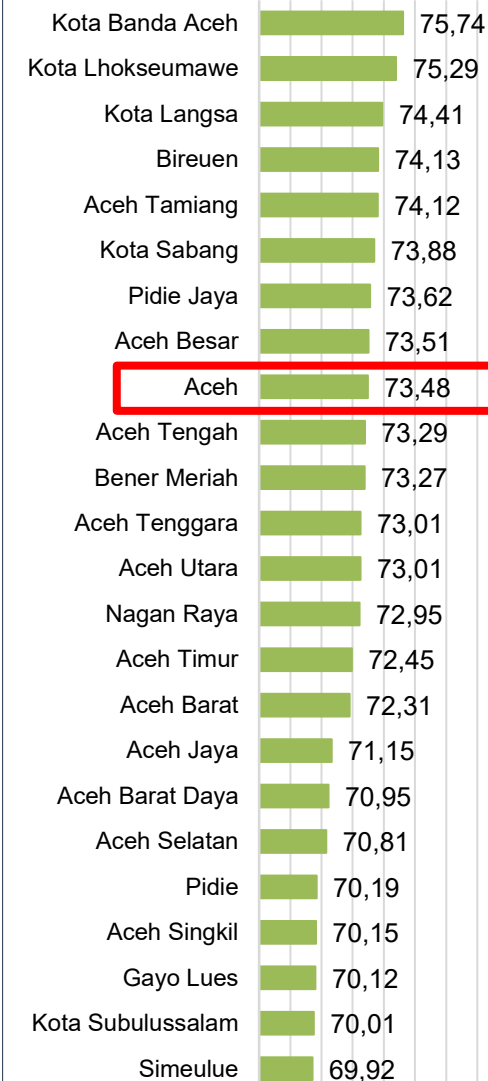 Kota Banda Aceh 75,74
Kota Lhokseumawe 75,29
Kota Langsa 74,41
Bireuen 74,13
Aceh Tamiang 74,12
Kota Sabang 73,88
Pidie Jaya 73,62
Aceh Besar 73,51
Aceh 73,48
Aceh Tengah 73,29
Bener Meriah 73,27
Aceh Tenggara 73,01
Aceh Utara 73,01
Nagan Raya 72,95
Aceh Timur 72,45
Aceh Barat 72,31
Aceh Jaya 71,15
Aceh Barat Daya 70,95
Aceh Selatan 70,81
Pidie 70,19
Aceh Singkil 70,15
Gayo Lues 70,12
Kota Subulussalam 70,01
Simeulue 69,92